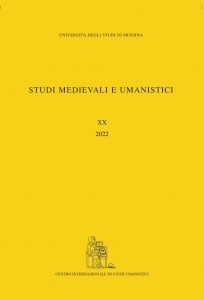 UNIVERSITÀ DEGLI STUDI DI MESSINA
STUDI MEDIEVALI E UMANISTICI
XX
2022
CENTRO INTERNAZIONALE DI STUDI UMANISTICI